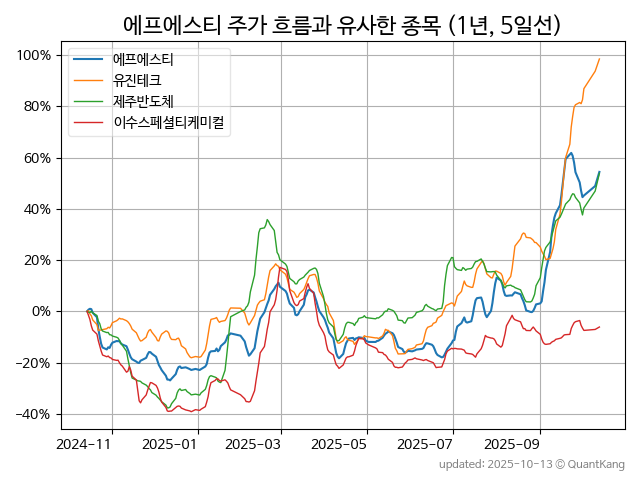 에프에스티 주가 흐름과 유사한 종목 (1년, 5일선)
에프에스티
유진테크
제주반도체
이수스페셜티케미컬
100%
80%
60%
40%
20%
0%
−20%
−40%
2024-11
2025-01
2025-03
2025-05
2025-07
2025-09
updated: 2025-10-13 © QuantKang